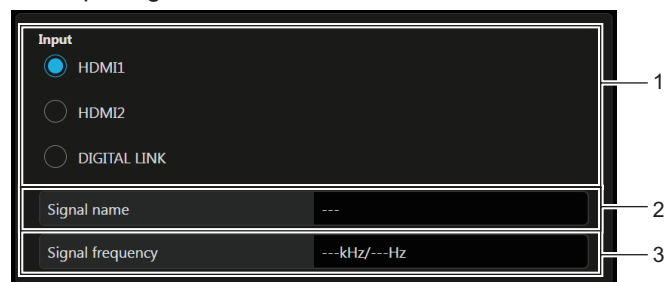 Input
HDMI1
1
HDMI2
DIGITAL LINK
Signal name ---
2
Signal frequency ---kHz/---Hz
3